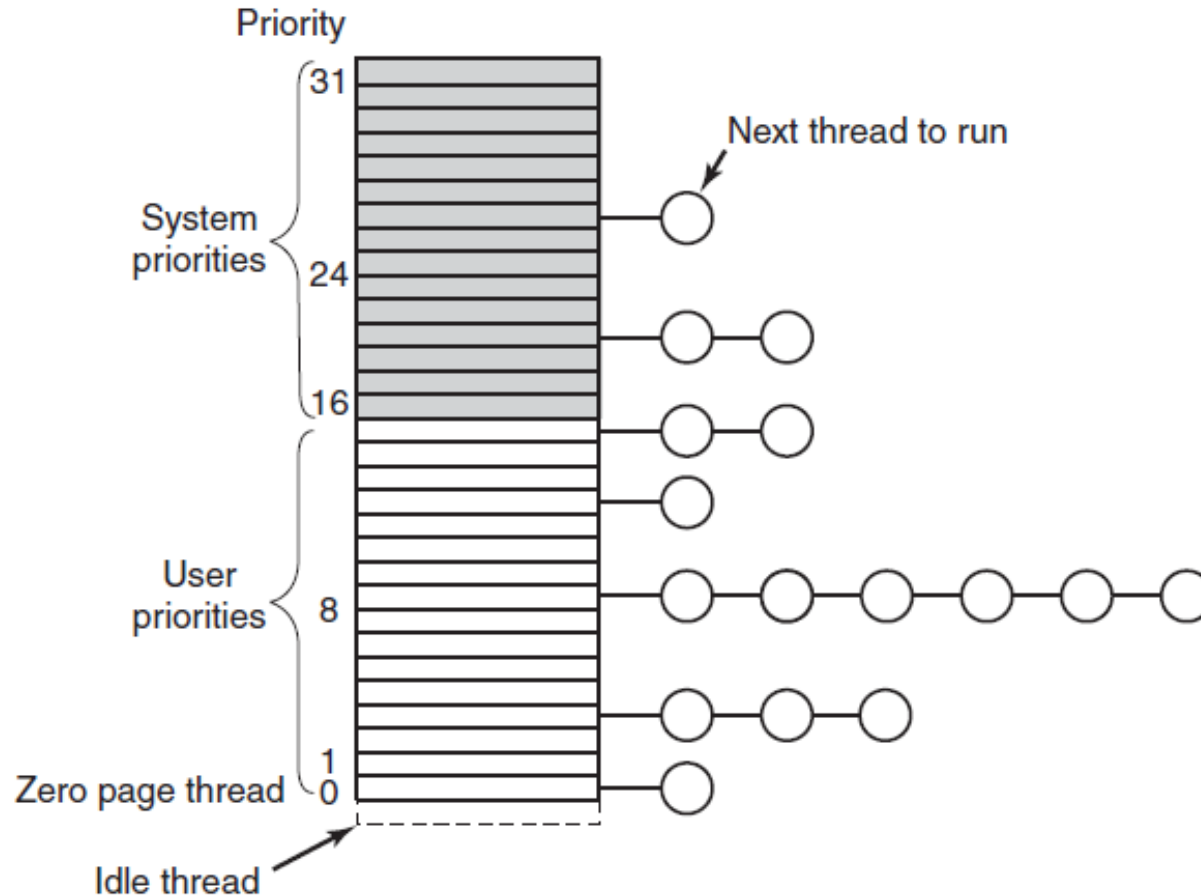 Priority
31
Next thread to run
System
priorities
24
16
User
priorities
8
1
Zero page thread 0
Idle thread